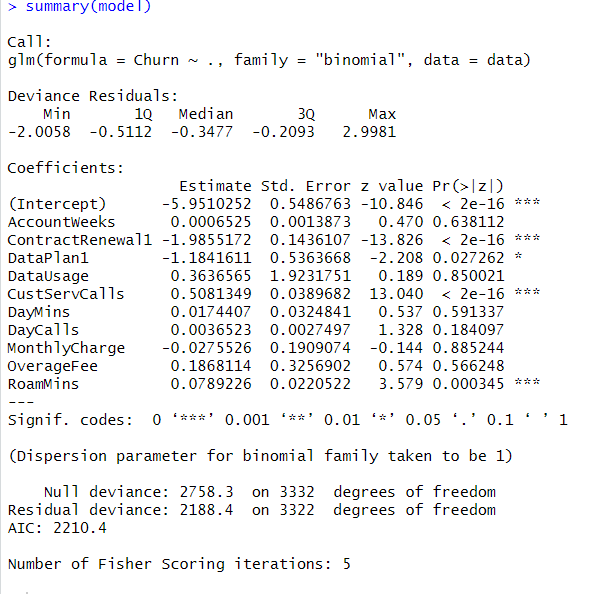 > summary(model)
Call:
glm(formula = Churn ~ ., family = "binomial", data = data)
Deviance Residuals:
    Min       1Q   Median       3Q      Max
-2.0058  -0.5112  -0.3477  -0.2093   2.9981
Coefficients:
                   Estimate Std. Error z value Pr(>|z|)
(Intercept)      -5.9510252  0.5486763 -10.846  < 2e-16 ***
AccountWeeks      0.0006525  0.0013873   0.470 0.638112
ContractRenewal1 -1.9855172  0.1436107 -13.826  < 2e-16 ***
DataPlan1        -1.1841611  0.5363668  -2.208 0.027262 *
DataUsage         0.3636565  1.9231751   0.189 0.850021
CustServCalls     0.5081349  0.0389682  13.040  < 2e-16 ***
DayMins           0.0174407  0.0324841   0.537 0.591337
DayCalls          0.0036523  0.0027497   1.328 0.184097
MonthlyCharge    -0.0275526  0.1909074  -0.144 0.885244
OverageFee        0.1868114  0.3256902   0.574 0.566248
RoamMins          0.0789226  0.0220522   3.579 0.000345 ***
---
Signif. codes:  0 ‘***’ 0.001 ‘**’ 0.01 ‘*’ 0.05 ‘.’ 0.1 ‘ ’ 1
(Dispersion parameter for binomial family taken to be 1)
    Null deviance: 2758.3  on 3332  degrees of freedom
Residual deviance: 2188.4  on 3322  degrees of freedom
AIC: 2210.4
Number of Fisher Scoring iterations: 5